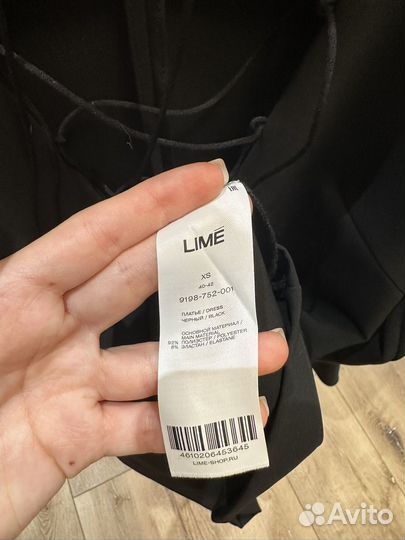 LIMÉ
XS
40-42
9198-752-001
ПЛАТЬЕ / DRESS
ЧЕРНЫЙ / BLACK
ОСНОВНОЙ МАТЕРИАЛ /
MAIN MATERIAL
92% ПОЛИЭСТЕР / POLYESTER
8% ЭЛАСТАН / ELASTANE
4610206453645
LIME-SHOP.RU
Avito